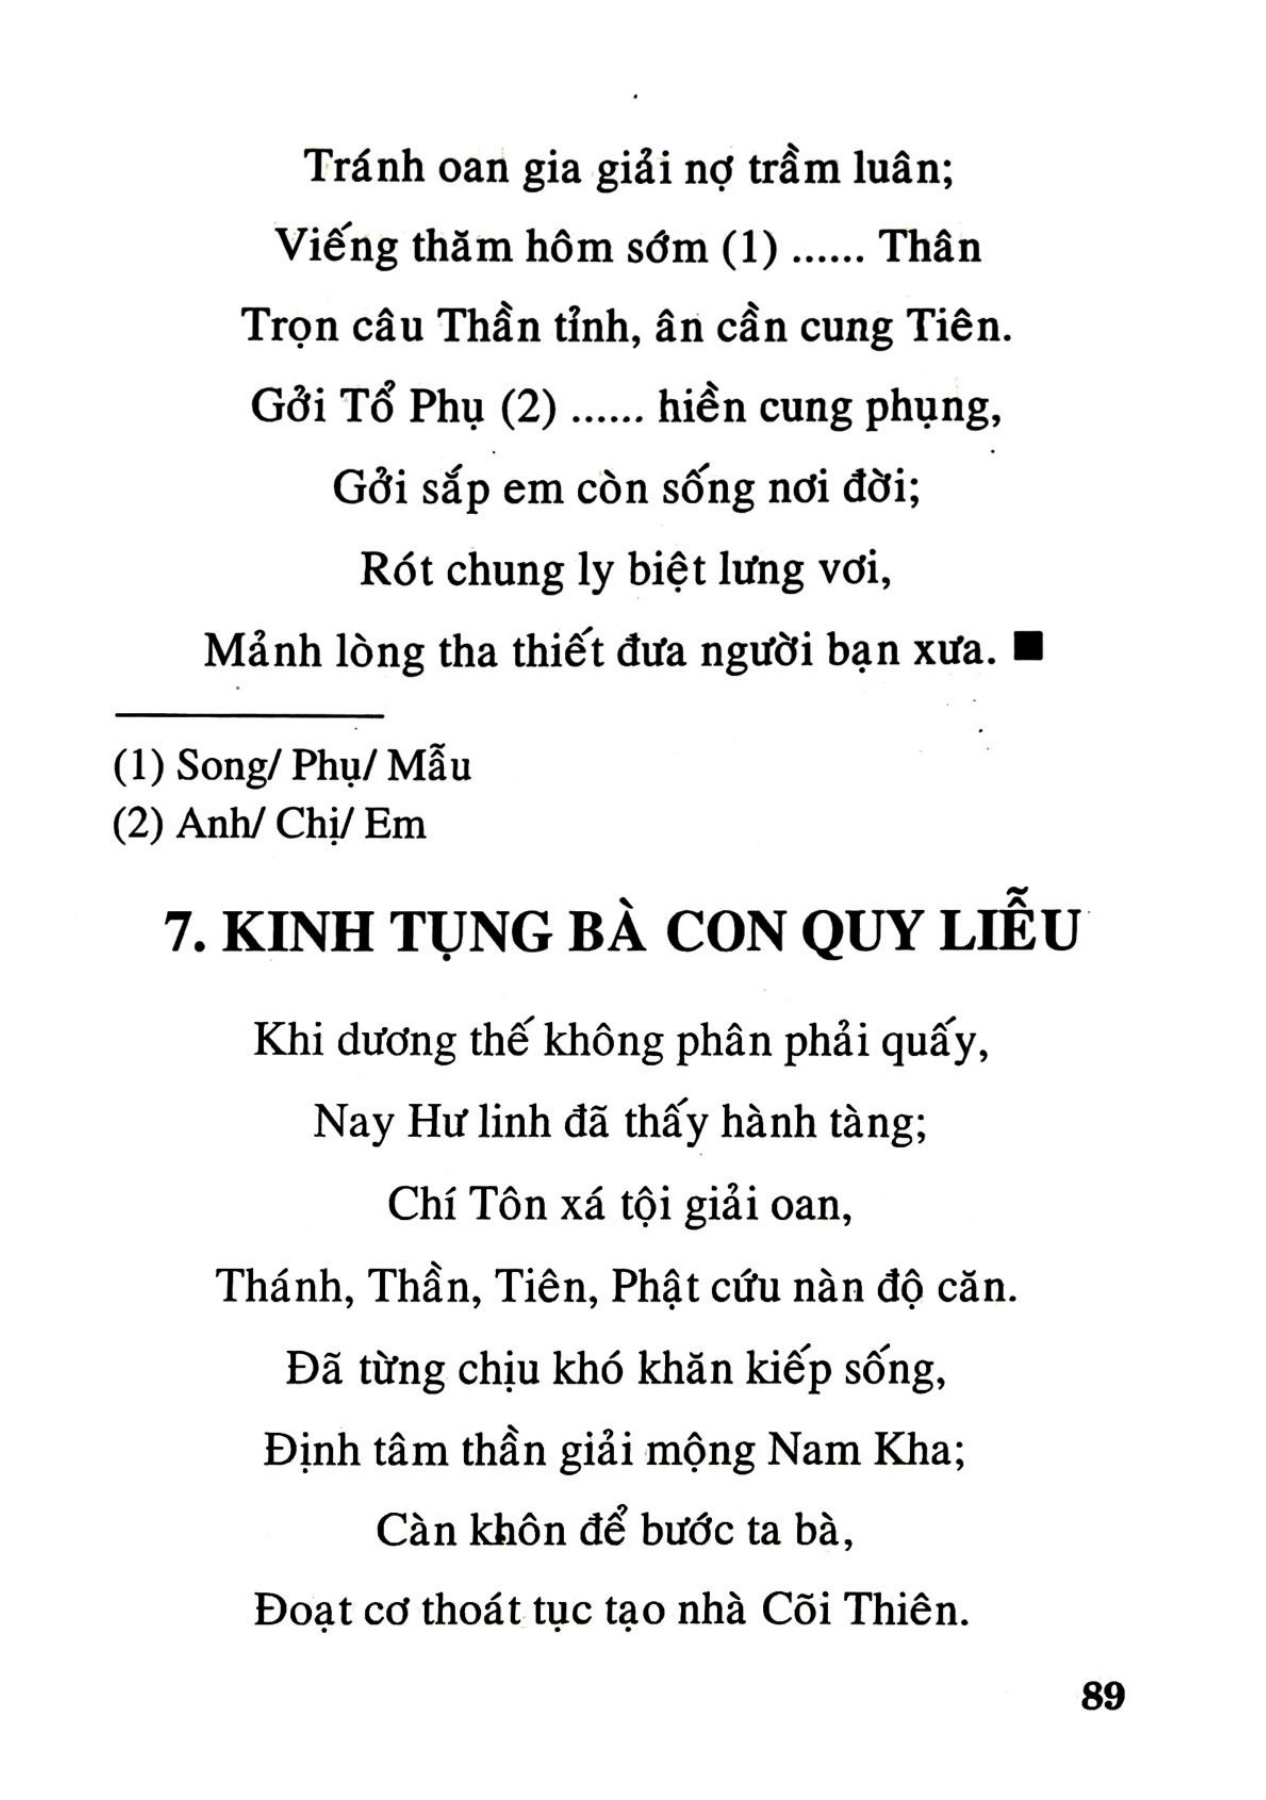 Tránh oan gia giải nợ trầm luân;
Viếng thăm hôm sớm (1) ...... Thân
Trọn câu Thần tỉnh, ân cần cung Tiên.
Gởi Tổ Phụ (2) ...... hiền cung phụng,
Gởi sắp em còn sống nơi đời;
Rót chung ly biệt lưng vơi,
Mảnh lòng tha thiết đưa người bạn xưa. ■
(1) Song/ Phụ/ Mẫu
(2) Anh/ Chị/ Em
7. KINH TỤNG BÀ CON QUY LIỄU
Khi dương thế không phân phải quấy,
Nay Hư linh đã thấy hành tàng;
Chí Tôn xá tội giải oan,
Thánh, Thần, Tiên, Phật cứu nàn độ căn.
Đã từng chịu khó khăn kiếp sống,
Định tâm thần giải mộng Nam Kha;
Càn khôn để bước ta bà,
Đoạt cơ thoát tục tạo nhà Cõi Thiên.
89